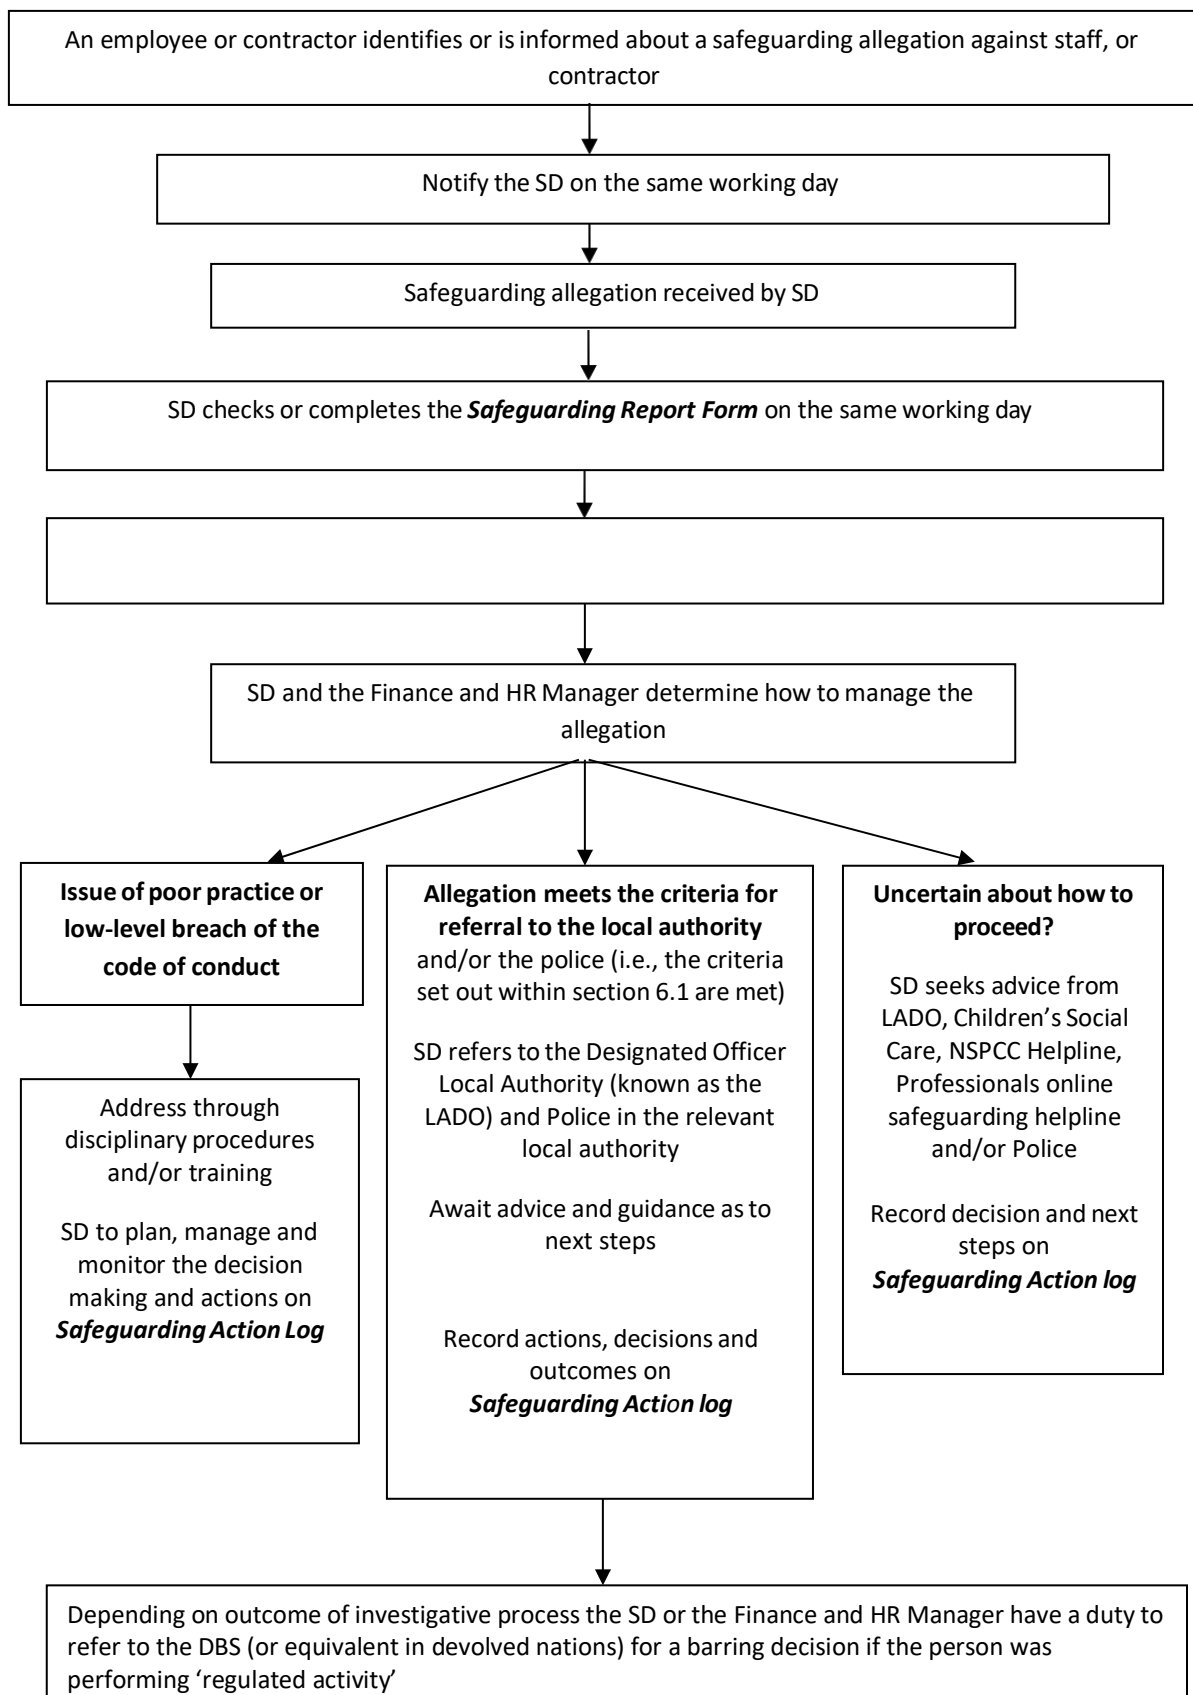 An employee or contractor identifies or is informed about a safeguarding allegation against staff, or
contractor
Notify the SD on the same working day
Safeguarding allegation received by SD
SD checks or completes the Safeguarding Report Form on the same working day
SD and the Finance and HR Manager determine how to manage the
allegation
Issue of poor practice or
low-level breach of the
code of conduct
Address through
disciplinary procedures
and/or training
SD to plan, manage and
monitor the decision
making and actions on
Safeguarding Action Log
Allegation meets the criteria for
referral to the local authority
and/or the police (i.e., the criteria
set out within section 6.1 are met)
SD refers to the Designated Officer
Local Authority (known as the
LADO) and Police in the relevant
local authority
Await advice and guidance as to
next steps
Record actions, decisions and
outcomes on
Safeguarding Action log
Uncertain about how to
proceed?
SD seeks advice from
LADO, Children's Social
Care, NSPCC Helpline,
Professionals online
safeguarding helpline
and/or Police
Record decision and next
steps on
Safeguarding Action log
Depending on outcome of investigative process the SD or the Finance and HR Manager have a duty to
refer to the DBS (or equivalent in devolved nations) for a barring decision if the person was
performing ‘regulated activity’